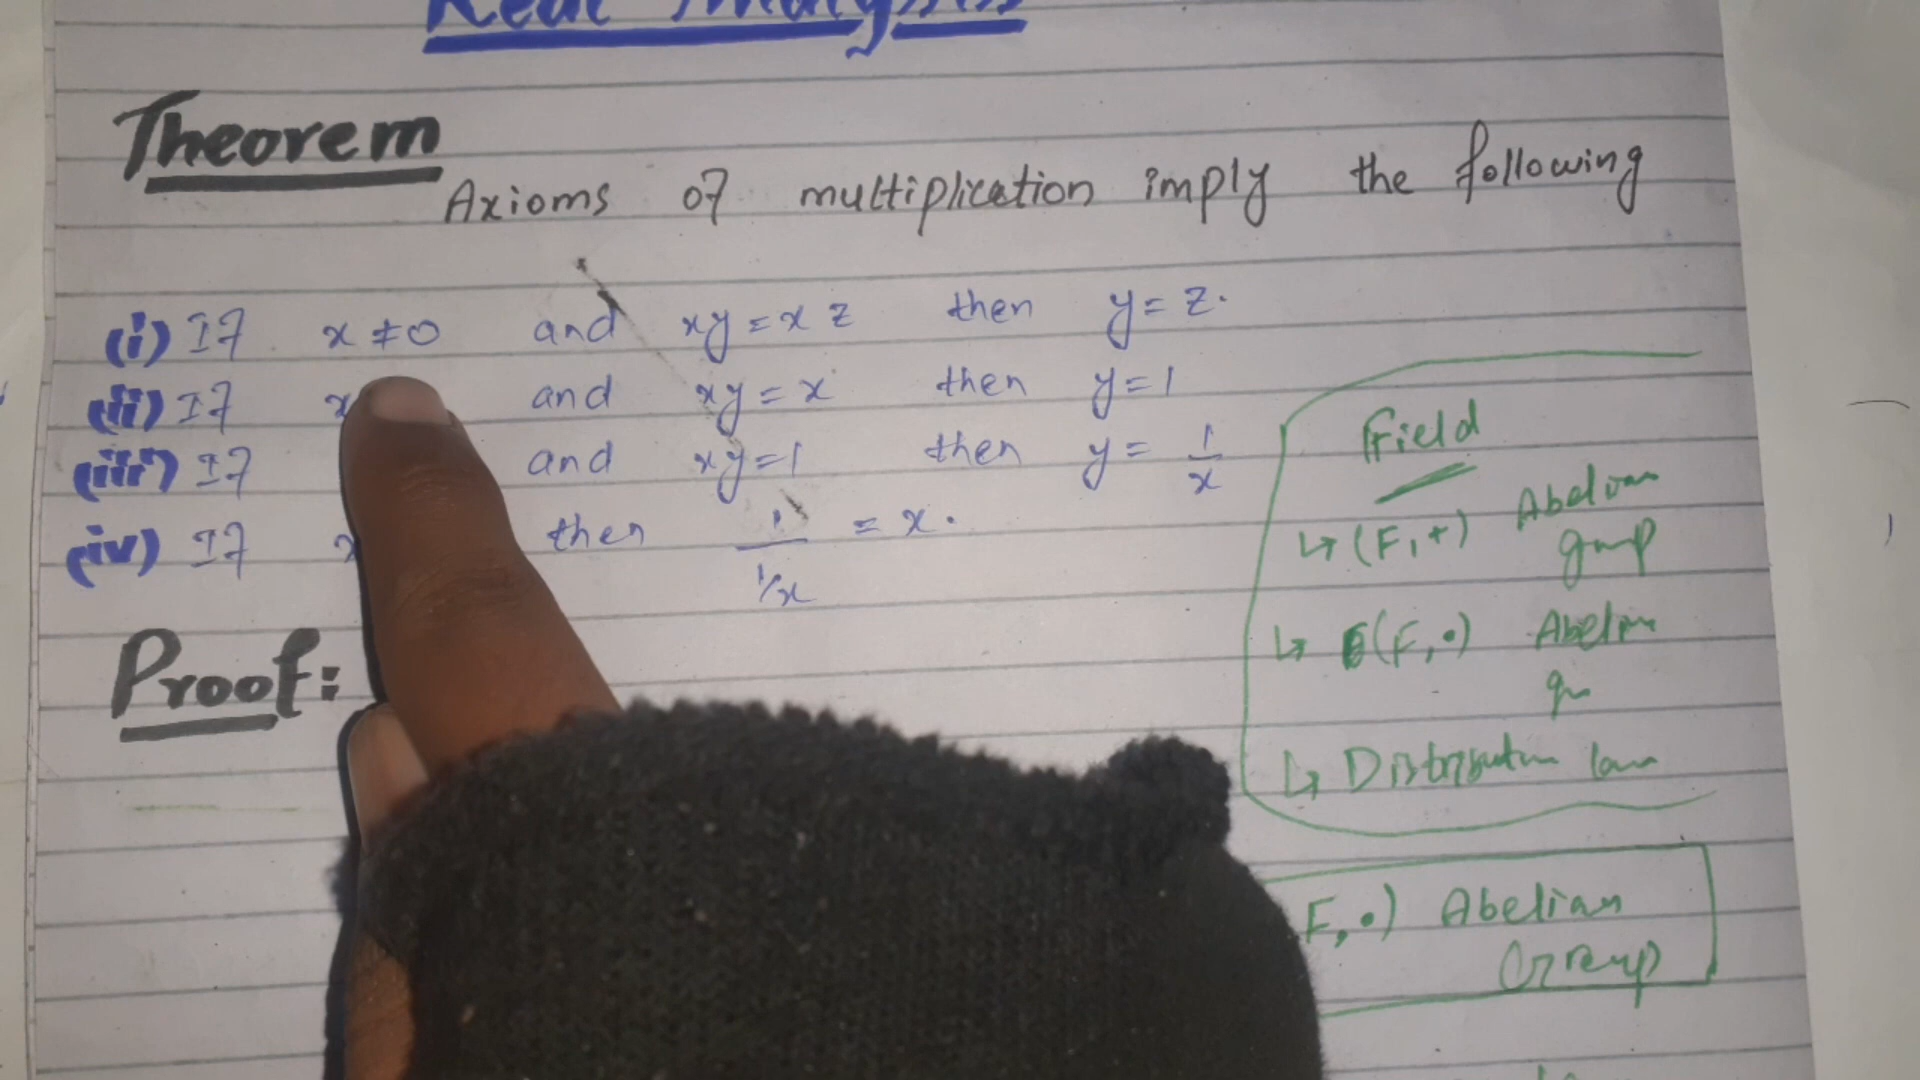 Real Analysis
Theorem
Axioms of multiplication imply the following
(i) If x ≠ 0 and xy = x z then y = z.
(ii) If x and xy = x then y = 1
(iii) If and xy = 1 then y = 1/x
(iv) If x then 1/(1/x) = x.
Proof:
Field
↳ (F, +) Abelian
group
↳ (F, •) Abelian
↳ Distribution law
F, •) Abelian
Group